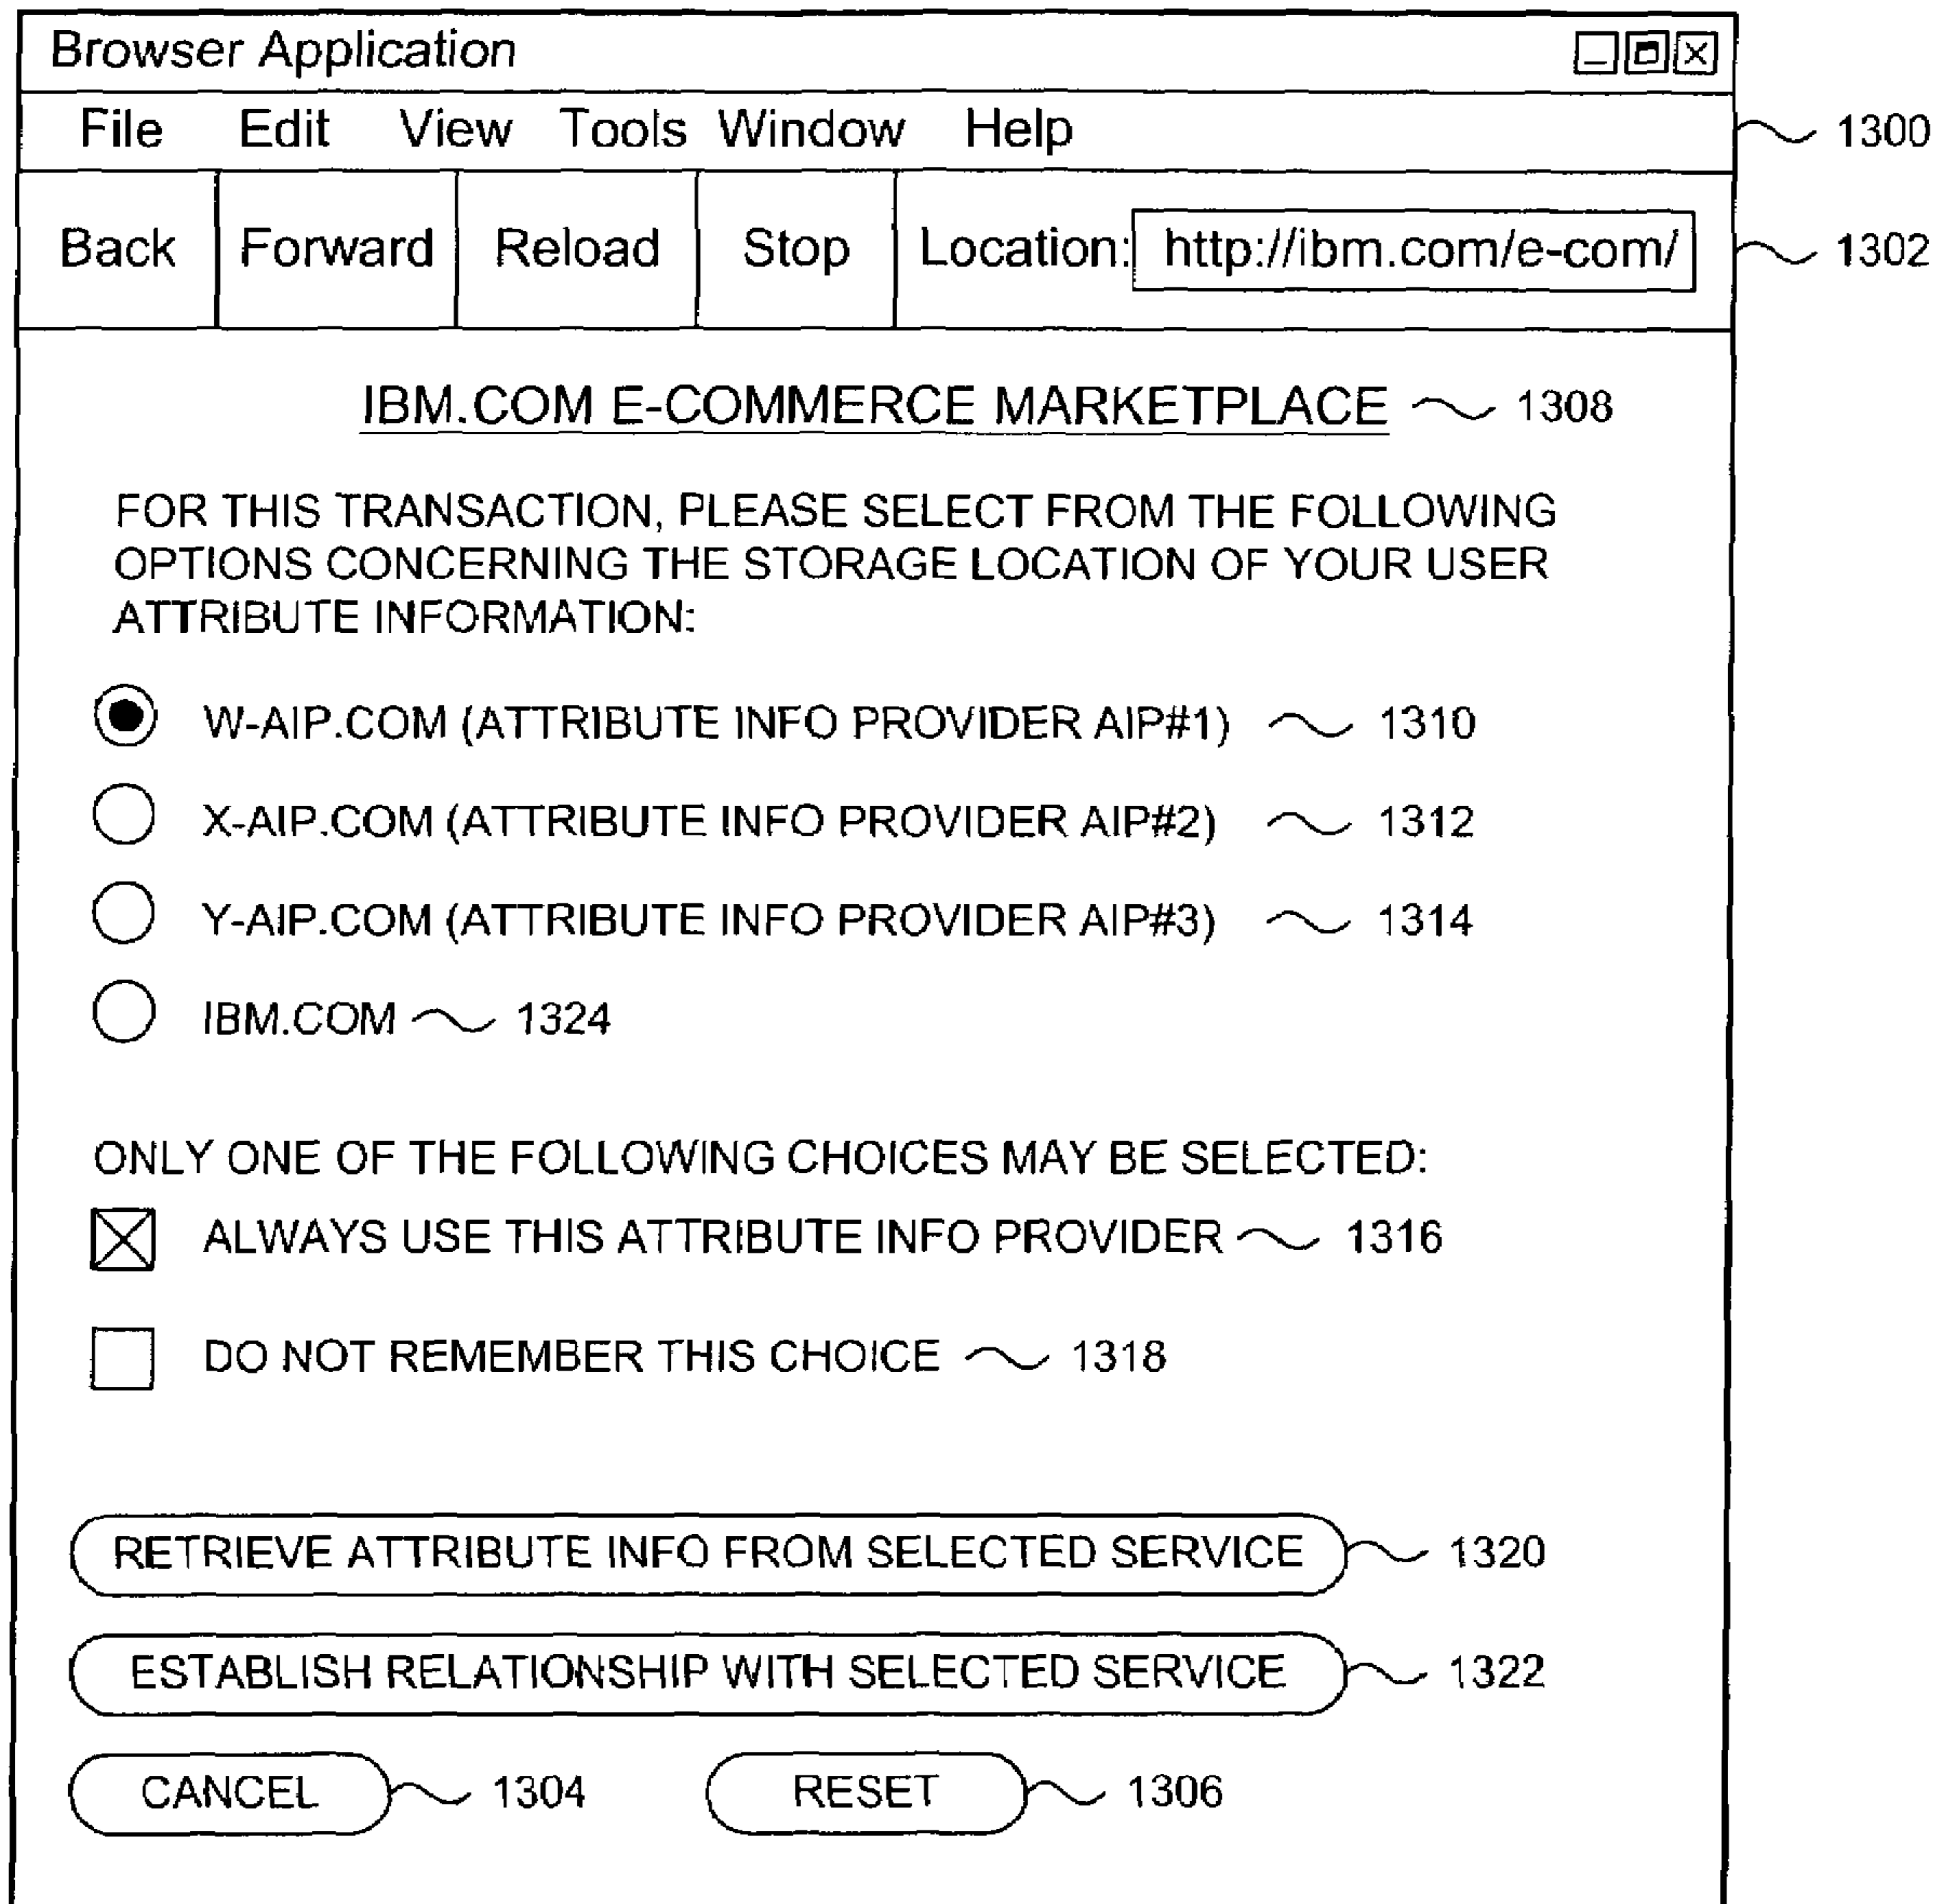 Browser Application
File Edit View Tools Window Help 1300
Back Forward Reload Stop Location: http://ibm.com/e-com/ 1302
IBM.COM E-COMMERCE MARKETPLACE 1308
FOR THIS TRANSACTION, PLEASE SELECT FROM THE FOLLOWING
OPTIONS CONCERNING THE STORAGE LOCATION OF YOUR USER
ATTRIBUTE INFORMATION:
W-AIP.COM (ATTRIBUTE INFO PROVIDER AIP#1) 1310
X-AIP.COM (ATTRIBUTE INFO PROVIDER AIP#2) 1312
Y-AIP.COM (ATTRIBUTE INFO PROVIDER AIP#3) 1314
IBM.COM 1324
ONLY ONE OF THE FOLLOWING CHOICES MAY BE SELECTED:
ALWAYS USE THIS ATTRIBUTE INFO PROVIDER 1316
DO NOT REMEMBER THIS CHOICE 1318
RETRIEVE ATTRIBUTE INFO FROM SELECTED SERVICE 1320
ESTABLISH RELATIONSHIP WITH SELECTED SERVICE 1322
CANCEL 1304 RESET 1306